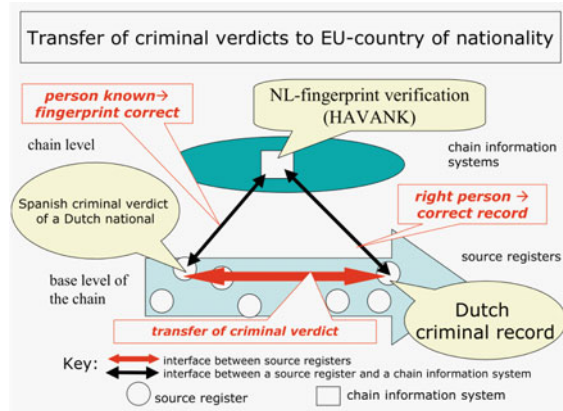 Transfer of criminal verdicts to EU-country of nationality
person known→
fingerprint correct
NL-fingerprint verification
(HAVANK)
chain level
chain information
systems
Spanish criminal verdict
of a Dutch national
right person →
correct record
source registers
base level of
the chain
transfer of criminal verdict
Dutch
criminal record
Key:
interface between source registers
interface between a source register and a chain information system
source register
chain information system